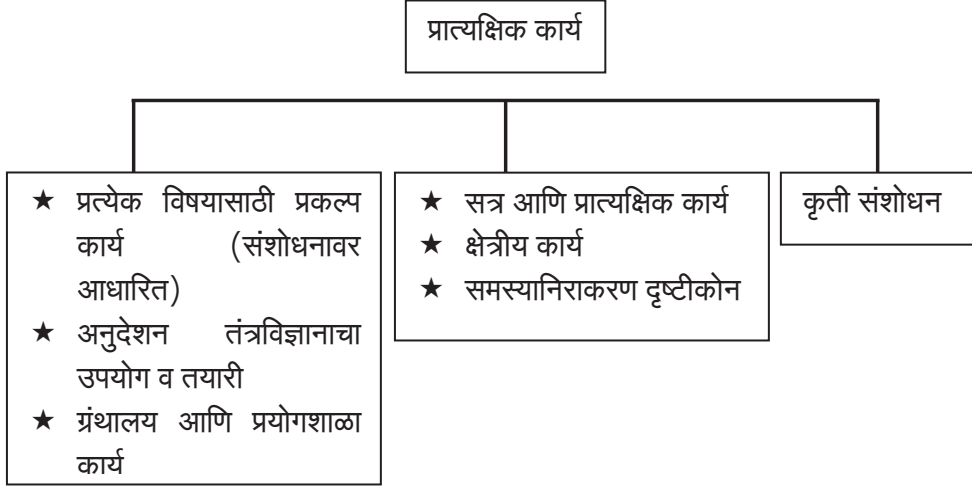 प्रात्यक्षिक कार्य
★ प्रत्येक विषयासाठी प्रकल्प
कार्य (संशोधनावर
आधारित)
★ अनुदेशन तंत्रविज्ञानाचा
उपयोग व तयारी
★ ग्रंथालय आणि प्रयोगशाळा
कार्य
★ सत्र आणि प्रात्यक्षिक कार्य
★ क्षेत्रीय कार्य
★ समस्यानिराकरण दृष्टीकोन
कृती संशोधन